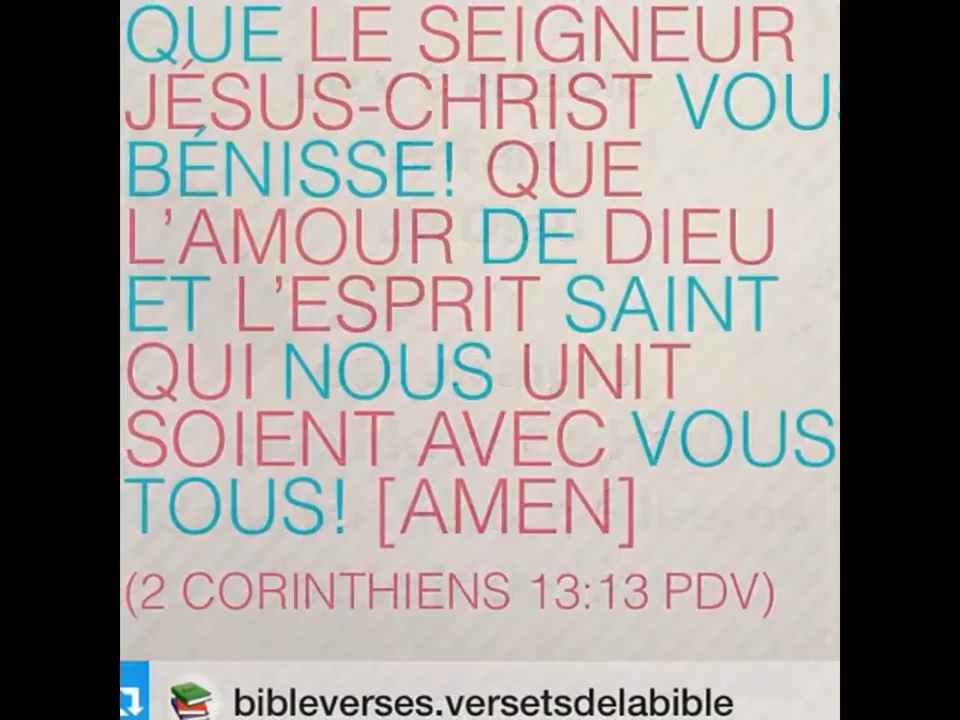 QUE LE SEIGNEUR
JÉSUS-CHRIST VOUS
BÉNISSE! QUE
L'AMOUR DE DIEU
ET L'ESPRIT SAINT
QUI NOUS UNIT
SOIENT AVEC VOUS
TOUS! [AMEN]
(2 CORINTHIENS 13:13 PDV)
bibleverses.versetsdelabible